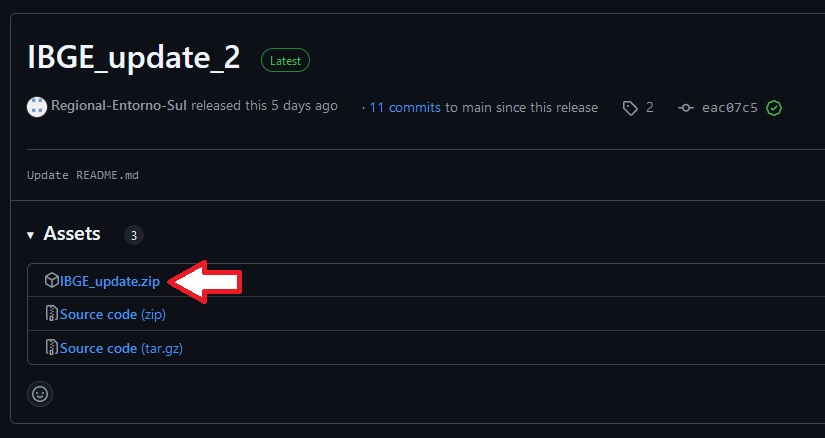 IBGE_update_2 Latest
Regional-Entorno-Sul released this 5 days ago · 11 commits to main since this release 2 eac07c5
Update README.md
▾ Assets 3
IBGE_update.zip
Source code (zip)
Source code (tar.gz)